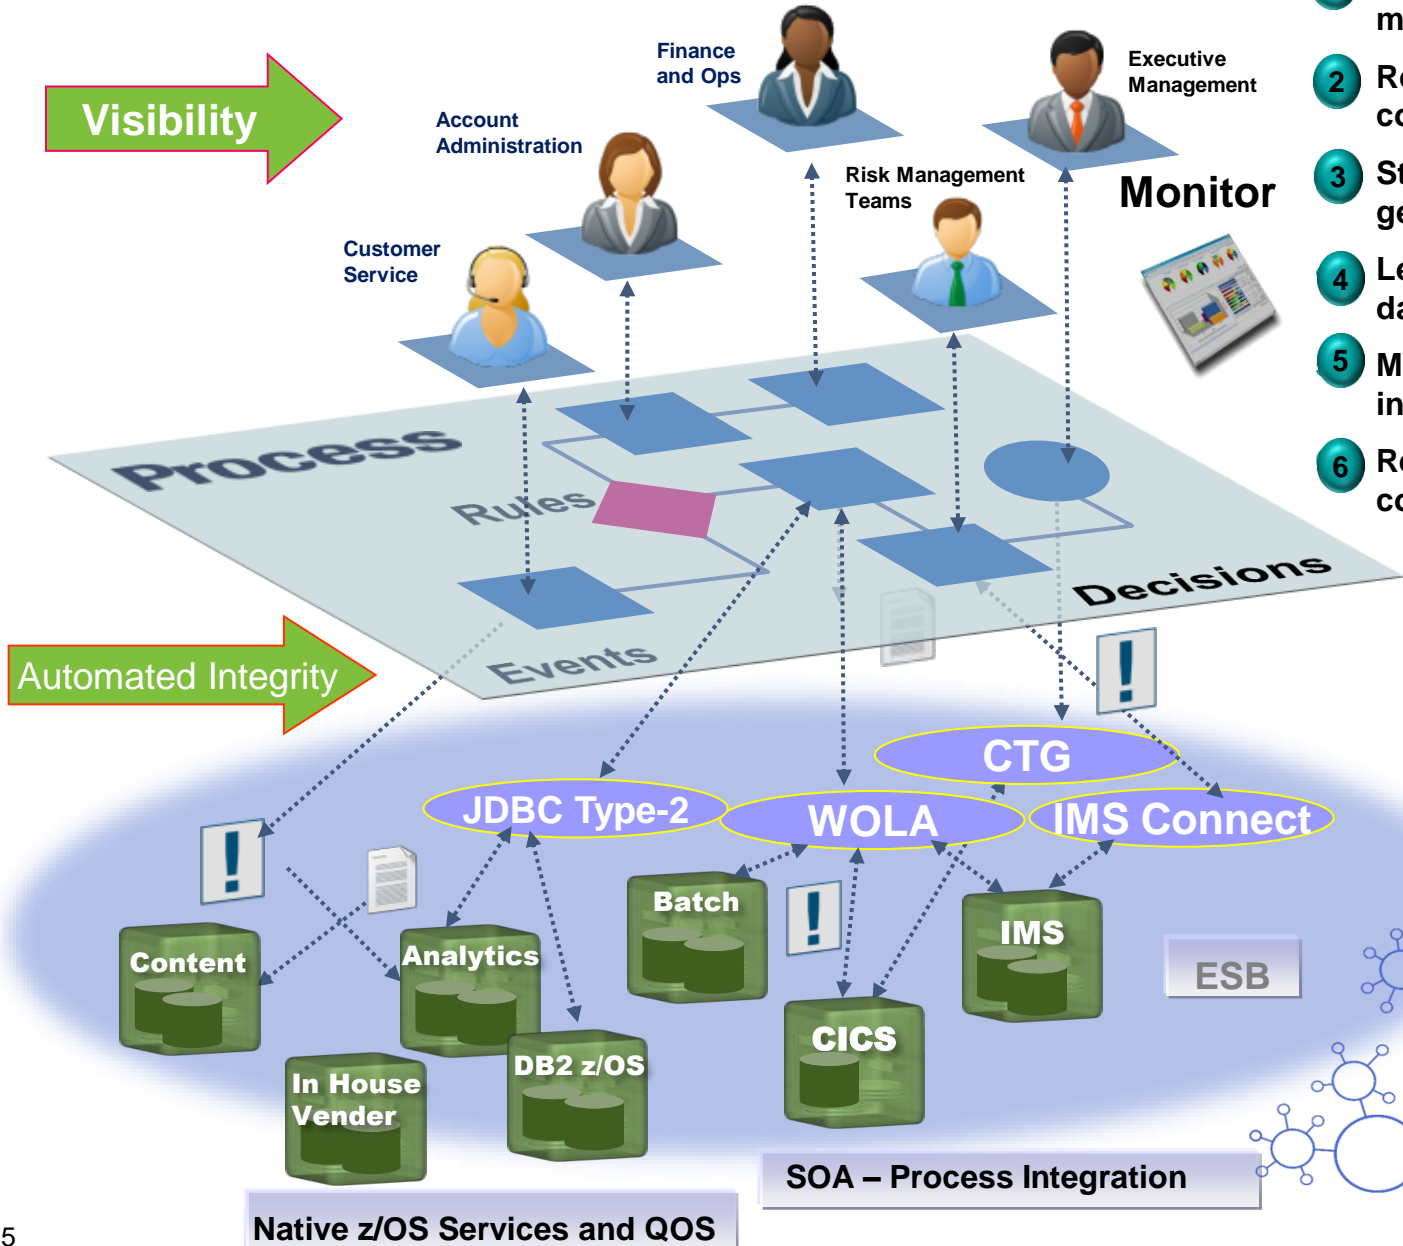 Visibility
Finance
and Ops
Executive
Management
Account
Administration
Risk Management
Teams
Customer
Service
Monitor
2
3
4
5
6
Process
Rules
Decisions
Events
Automated Integrity
CTG
JDBC Type-2
WOLA
IMS Connect
!
!
!
!
Batch
IMS
Content
Analytics
ESB
CICS
DB2 z/OS
In House
Vender
SOA – Process Integration
Native z/OS Services and QOS
5